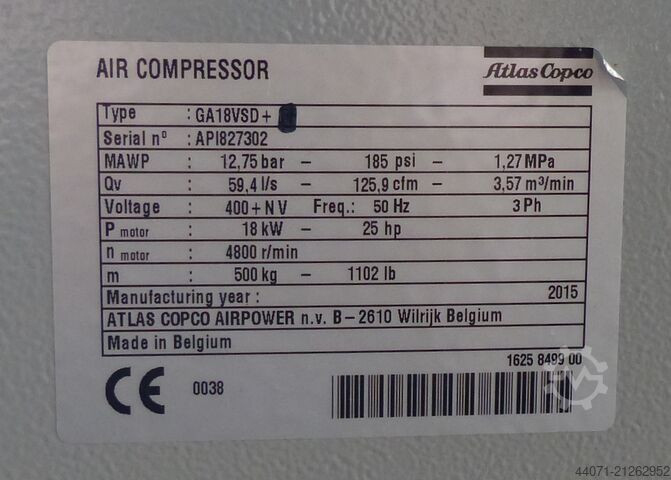 AIR COMPRESSOR
Atlas Copco
Type : GA18VSD+
Serial nº : API827302
MAWP : 12,75 bar – 185 psi – 1,27 MPa
Qv : 59,4 l/s – 125,9 cfm – 3,57 m³/min
Voltage : 400+N V Freq.: 50 Hz 3 Ph
P motor : 18 kW – 25 hp
n motor : 4800 r/min
m : 500 kg – 1102 lb
Manufacturing year : 2015
ATLAS COPCO AIRPOWER n.v. B–2610 Wilrijk Belgium
Made in Belgium
1625 8499 00
CE 0038
44071-21262952